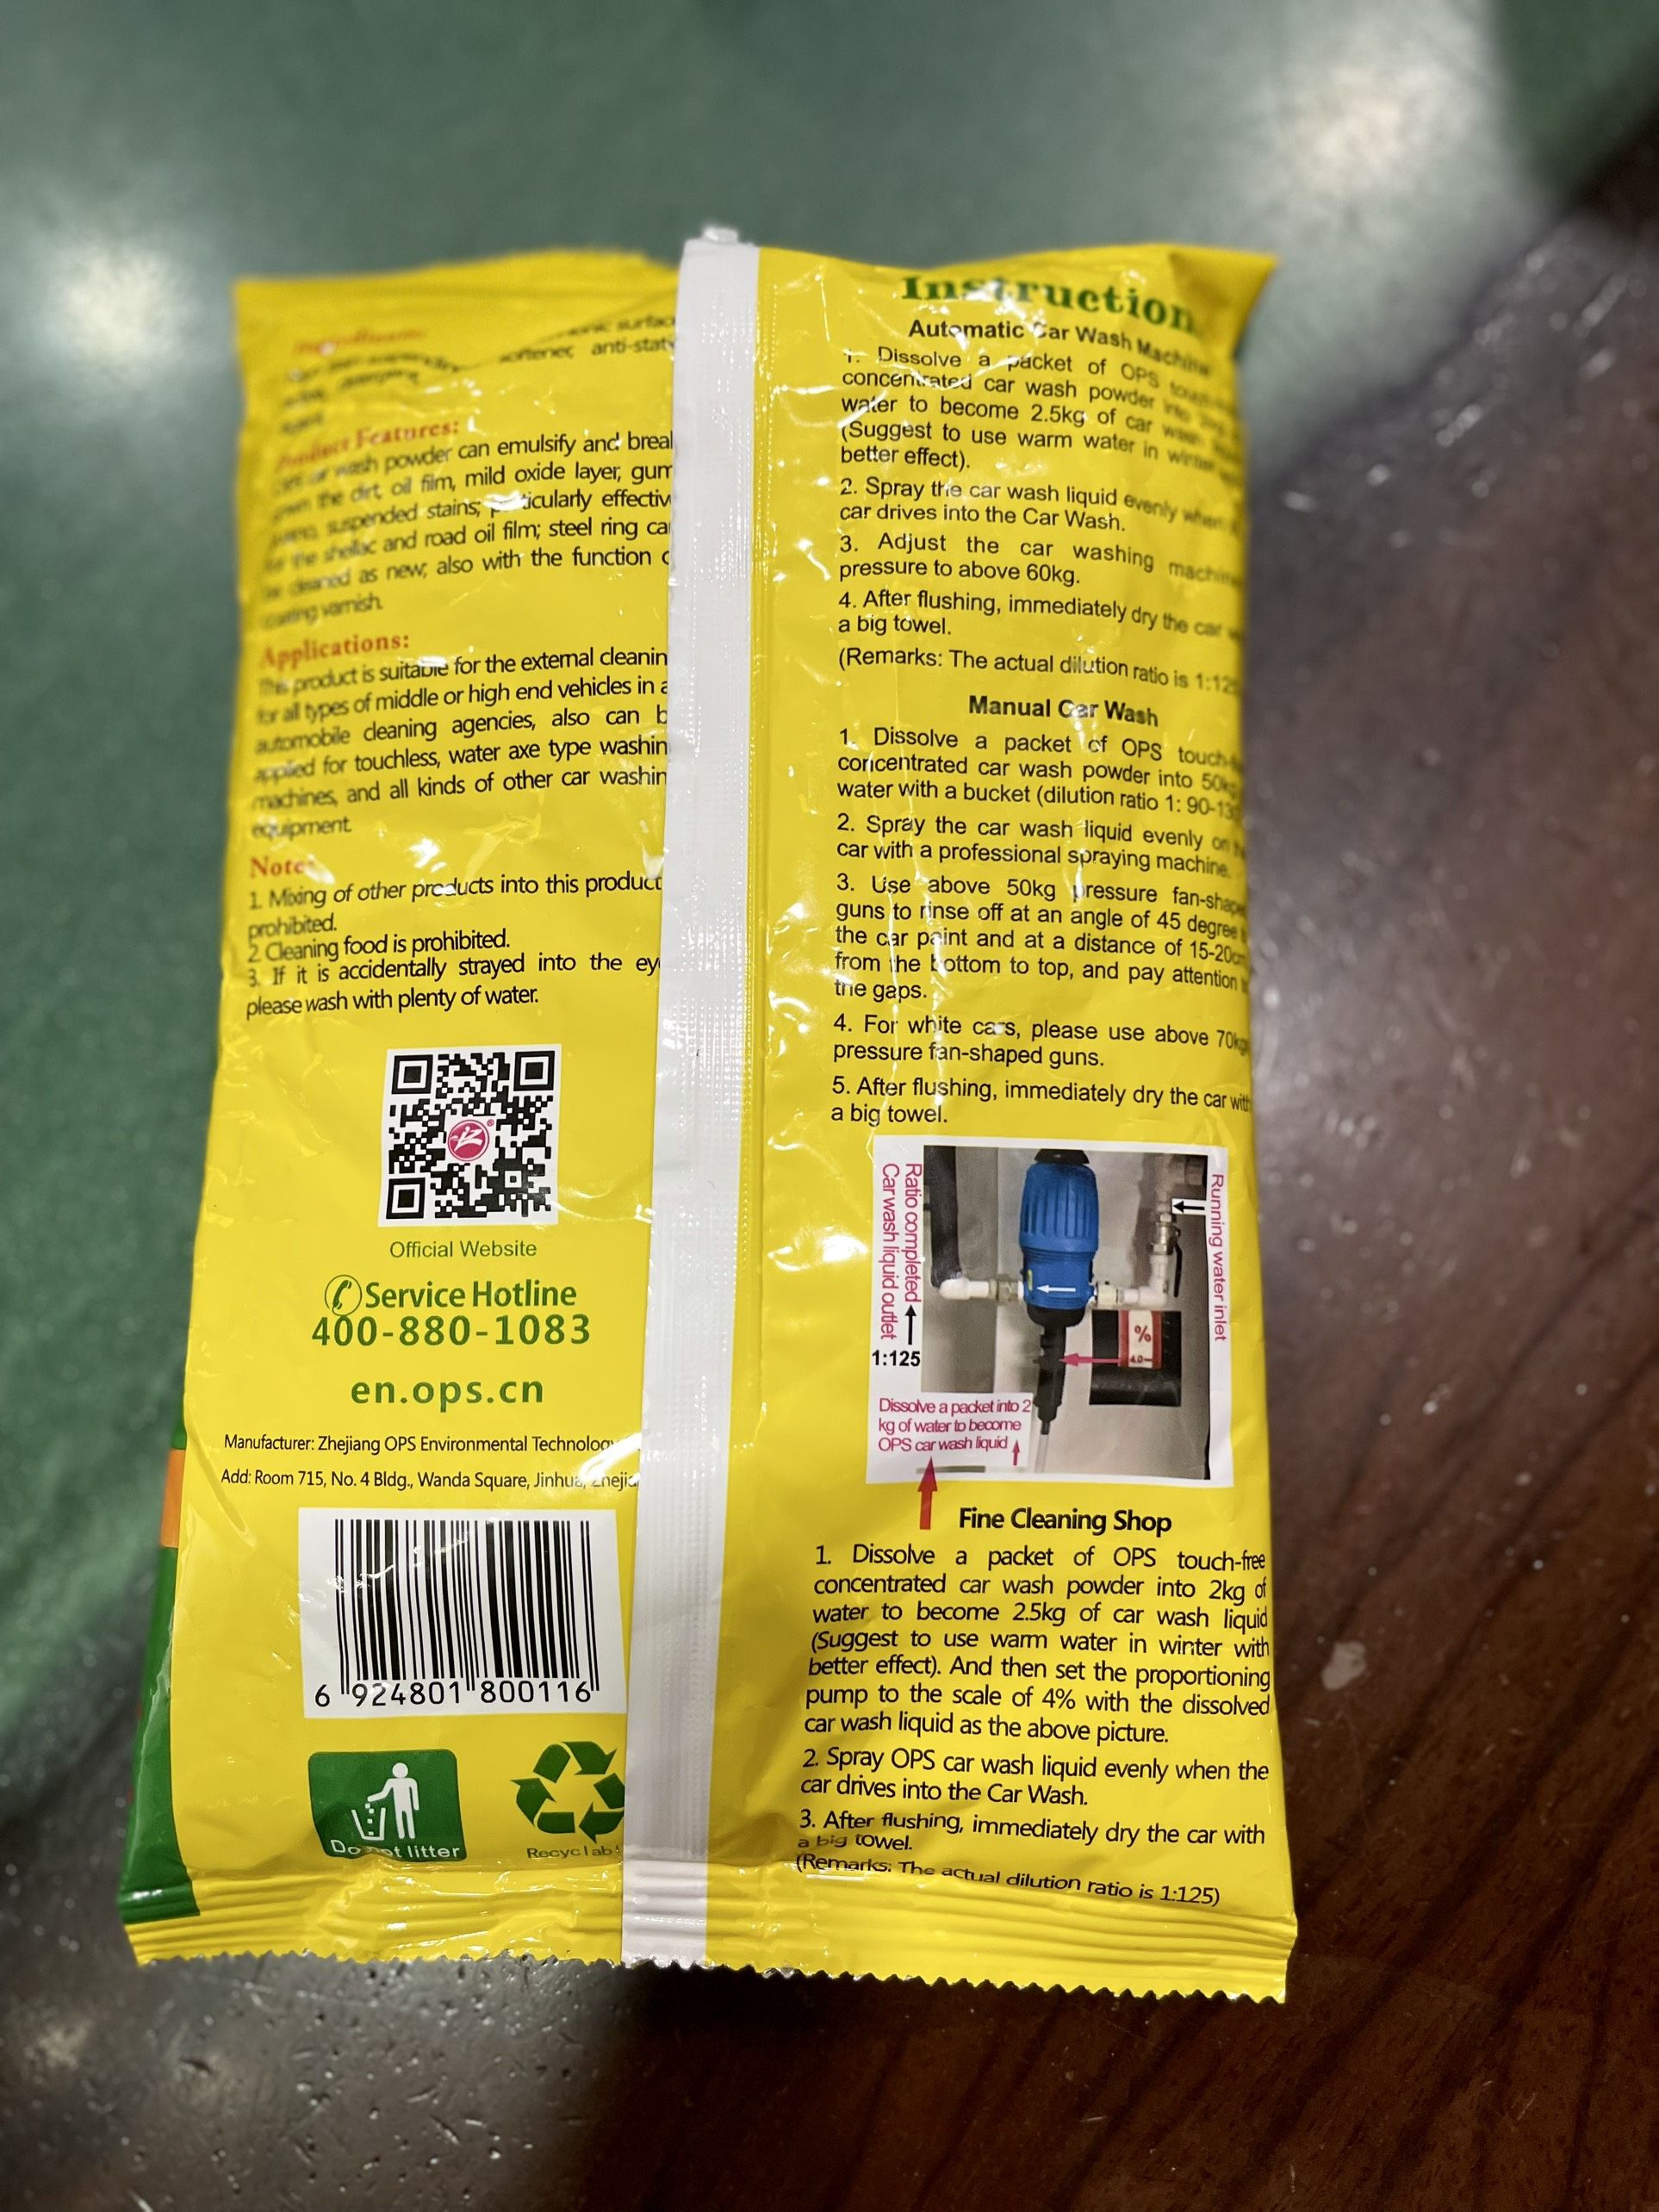 surfac
softener, anti-stat
Product Features:
car wash powder can emulsify and breal
the dirt, oil film, mild oxide layer, gum
suspended stains; particularly effectiv
the shellac and road oil film; steel ring ca
be cleaned as new; also with the function
coating varnish.
Applications:
This product is suitable for the external cleanin
for all types of middle or high end vehicles in a
automobile cleaning agencies, also can b
applied for touchless, water axe type washin
machines, and all kinds of other car washin
equipment.
Note:
1. Mixing of other products into this product
prohibited.
2. Cleaning food is prohibited.
3. If it is accidentally strayed into the ey
please wash with plenty of water.
Official Website
Service Hotline
400-880-1083
en.ops.cn
Manufacturer: Zhejiang OPS Environmental Technolog
Add: Room 715, No. 4 Bldg., Wanda Square, Jinhua, Zhejia
6 924801 800116
Do not litter
Recyclab
Instruction
Automatic Car Wash Machine
1. Dissolve a packet of OPS
concentrated car wash powder into
water to become 2.5kg of car wash
(Suggest to use warm water in winter
better effect).
2. Spray the car wash liquid evenly when
car drives into the Car Wash.
3. Adjust the car washing machin
pressure to above 60kg.
4. After flushing, immediately dry the car
a big towel.
(Remarks: The actual dilution ratio is 1:125
Manual Car Wash
1. Dissolve a packet of OPS touch-
concentrated car wash powder into 50kg
water with a bucket (dilution ratio 1: 90-13
2. Spray the car wash liquid evenly on
car with a professional spraying machine.
3. Use above 50kg pressure fan-shape
guns to rinse off at an angle of 45 degree
the car paint and at a distance of 15-20c
from the bottom to top, and pay attention
the gaps.
4. For white cars, please use above 70kg
pressure fan-shaped guns.
5. After flushing, immediately dry the car with
a big towel.
Ratio completed
Car wash liquid outlet
1:125
Running water inlet
%
4.0
Dissolve a packet into 2
kg of water to become
OPS car wash liquid
Fine Cleaning Shop
1. Dissolve a packet of OPS touch-free
concentrated car wash powder into 2kg of
water to become 2.5kg of car wash liquid
(Suggest to use warm water in winter with
better effect). And then set the proportioning
pump to the scale of 4% with the dissolved
car wash liquid as the above picture.
2. Spray OPS car wash liquid evenly when the
car drives into the Car Wash.
3. After flushing, immediately dry the car with
a big towel.
(Remarks: The actual dilution ratio is 1:125)